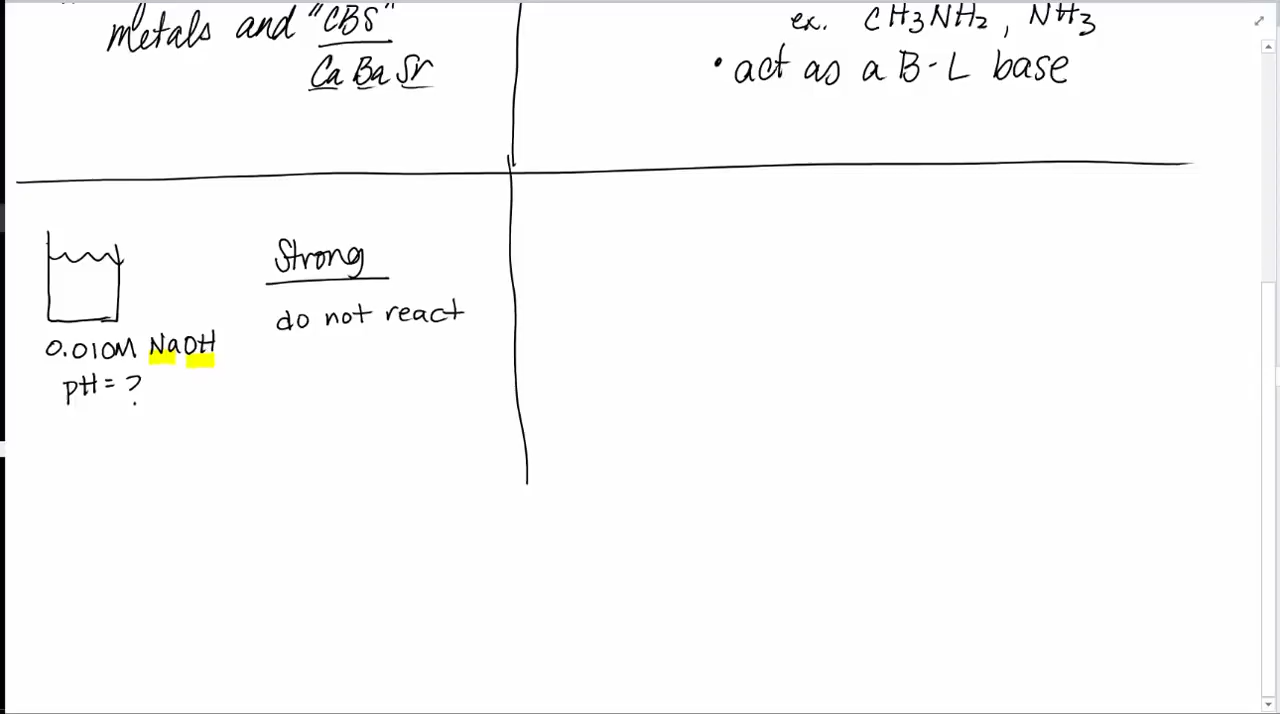 metals and "CBS"
Ca Ba Sr
ex. CH3NH2, NH3
• act as a B-L base
Strong
do not react
0.010M NaOH
pH = ?